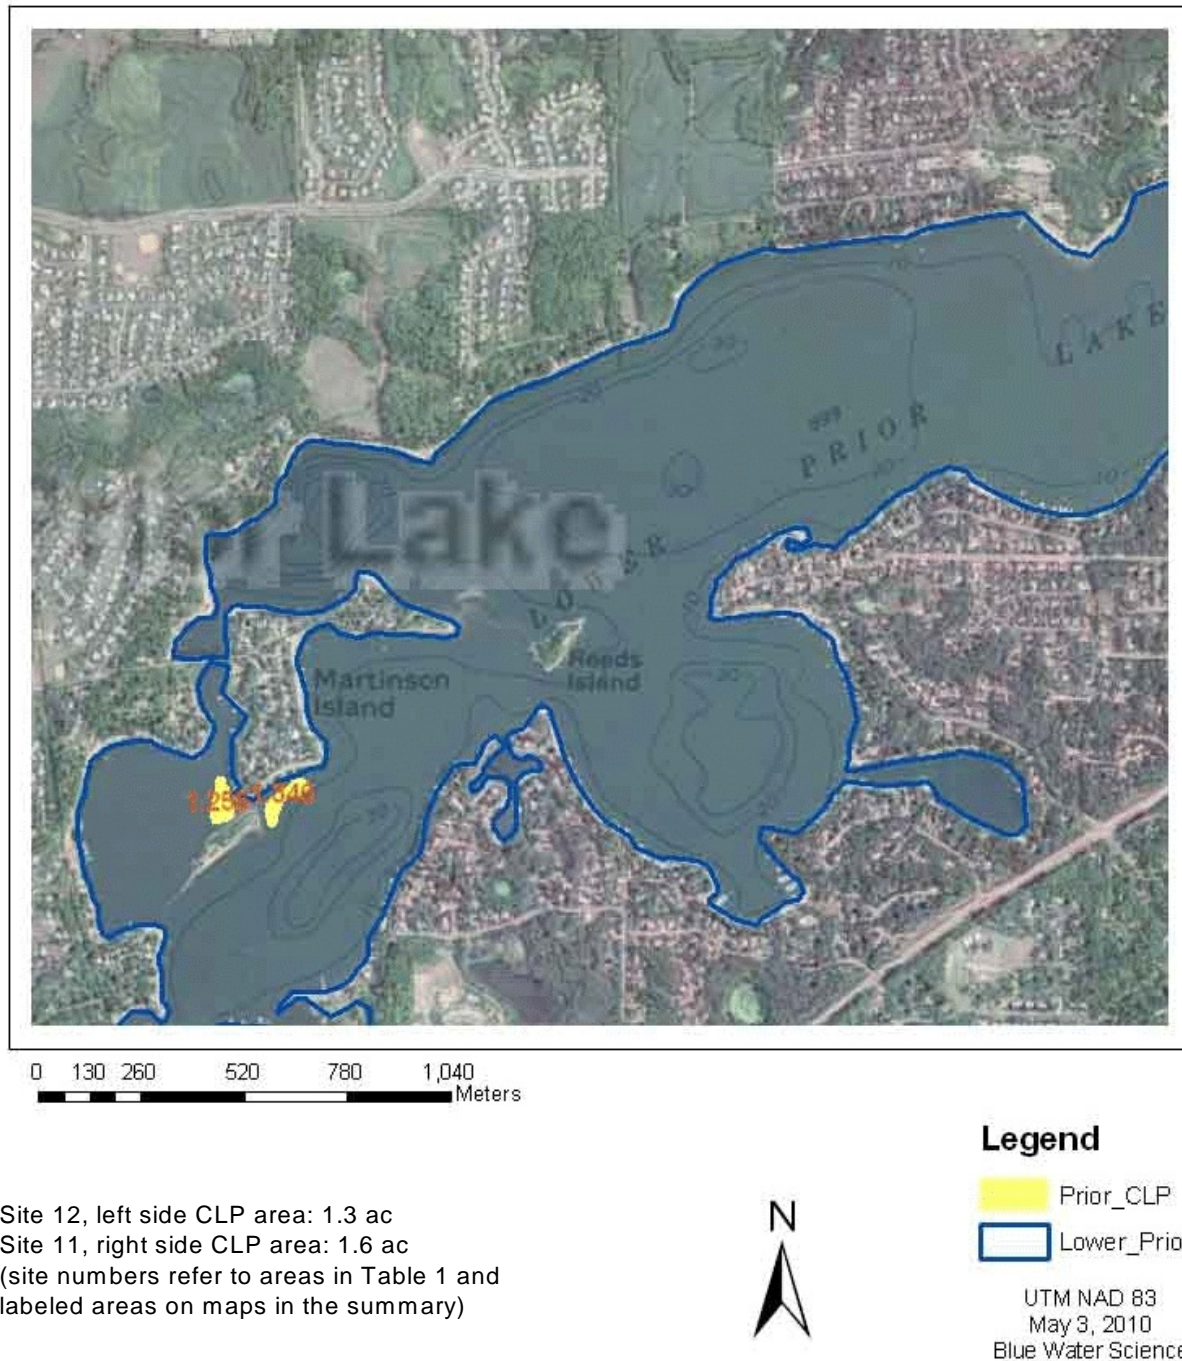 LAKE
PRIOR
Lake
LOWER
Reeds
Island
Martinson
Island
0 130 260 520 780 1,040
Meters
Legend
Prior_CLP
Lower_Prio
Site 12, left side CLP area: 1.3 ac
Site 11, right side CLP area: 1.6 ac
(site numbers refer to areas in Table 1 and
labeled areas on maps in the summary)
N
UTM NAD 83
May 3, 2010
Blue Water Science